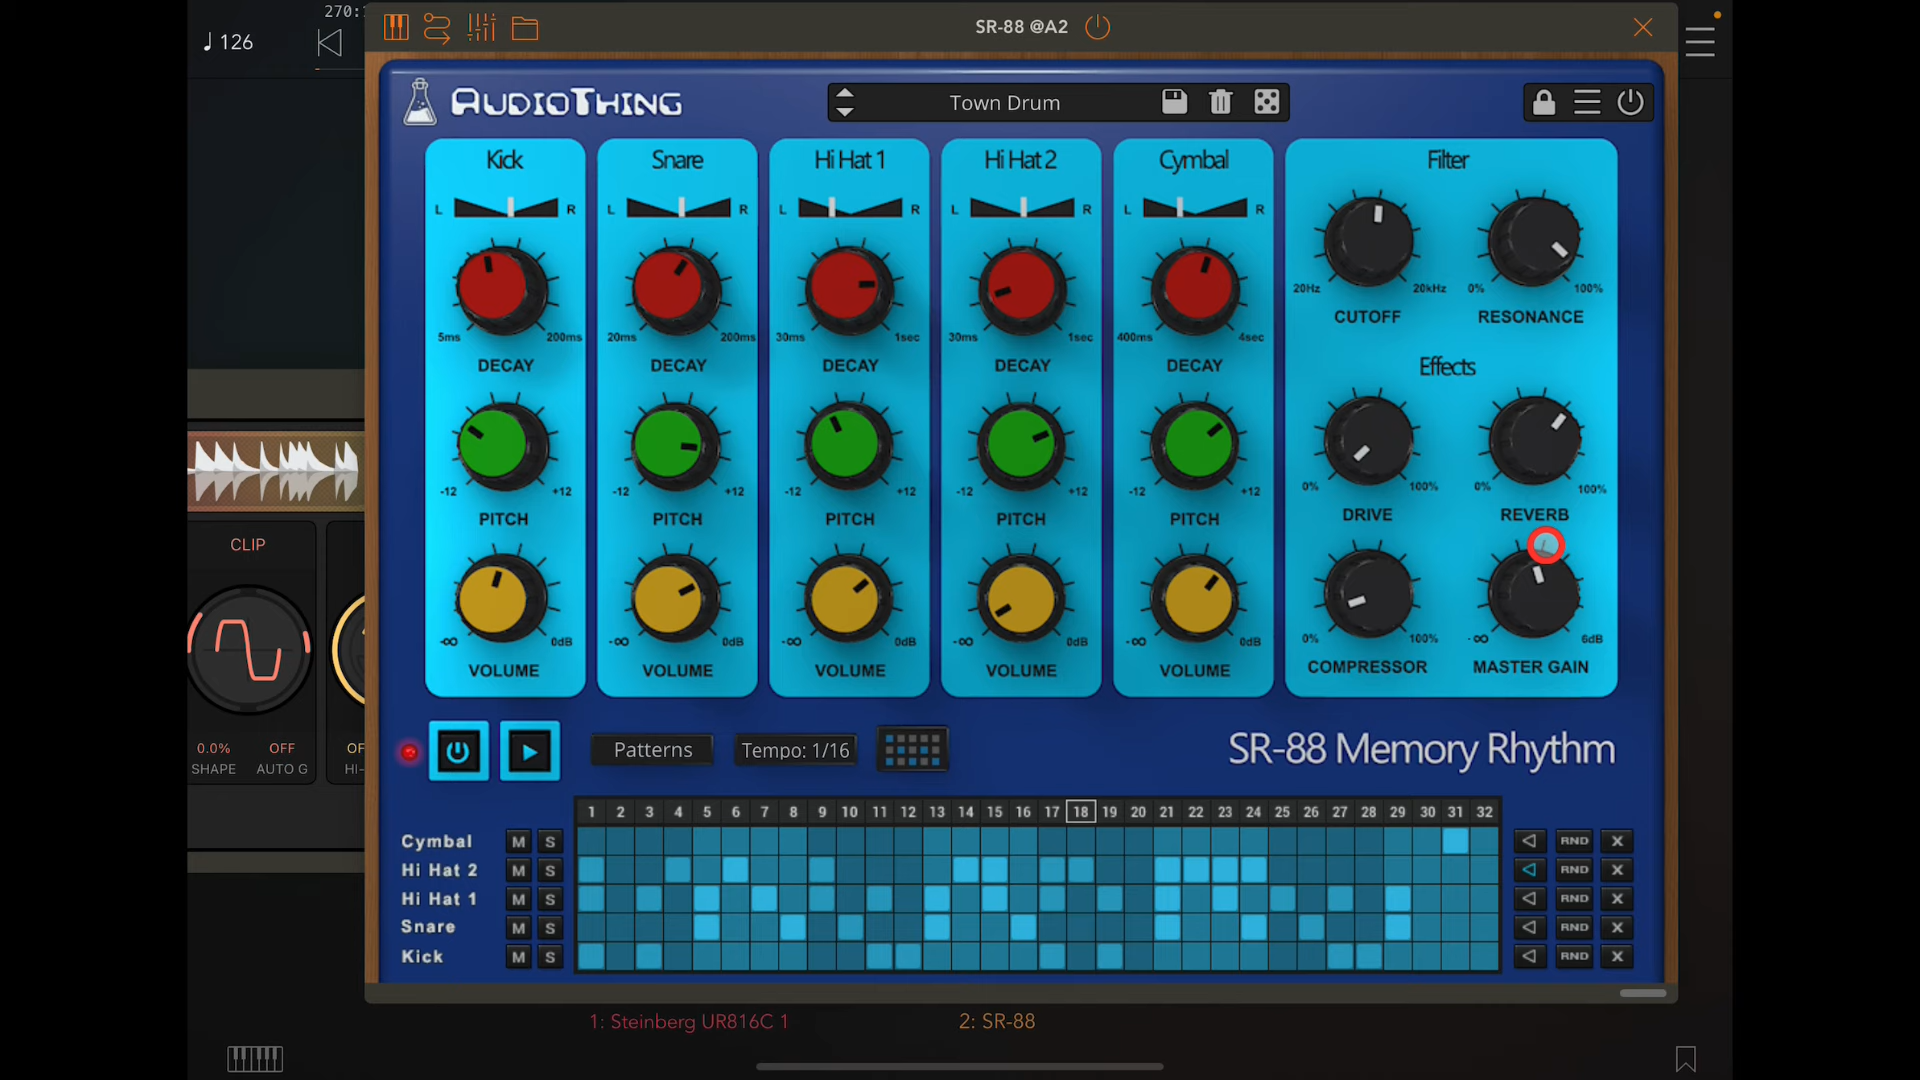 270:
♩126
SR-88 @A2
AUDIOTHING
Town Drum
Kick
Snare
Hi Hat 1
Hi Hat 2
Cymbal
Filter
L R L R L R L R L R
20Hz 20kHz 0% 100%
CUTOFF RESONANCE
5ms 200ms 20ms 200ms 30ms 1sec 30ms 1sec 400ms 4sec
DECAY DECAY DECAY DECAY DECAY
Effects
-12 +12 -12 +12 -12 +12 -12 +12 -12 +12 0% 100% 0% 100%
PITCH PITCH PITCH PITCH PITCH DRIVE REVERB
CLIP
-∞ 0dB -∞ 0dB -∞ 0dB -∞ 0dB -∞ 0dB 0% 100% -∞ 6dB
VOLUME VOLUME VOLUME VOLUME VOLUME COMPRESSOR MASTER GAIN
0.0% OFF
SHAPE AUTO G HI-
Patterns Tempo: 1/16
SR-88 Memory Rhythm
1 2 3 4 5 6 7 8 9 10 11 12 13 14 15 16 17 18 19 20 21 22 23 24 25 26 27 28 29 30 31 32
Cymbal M S RND X
Hi Hat 2 M S RND X
Hi Hat 1 M S RND X
Snare M S RND X
Kick M S RND X
1: Steinberg UR816C 1
2: SR-88